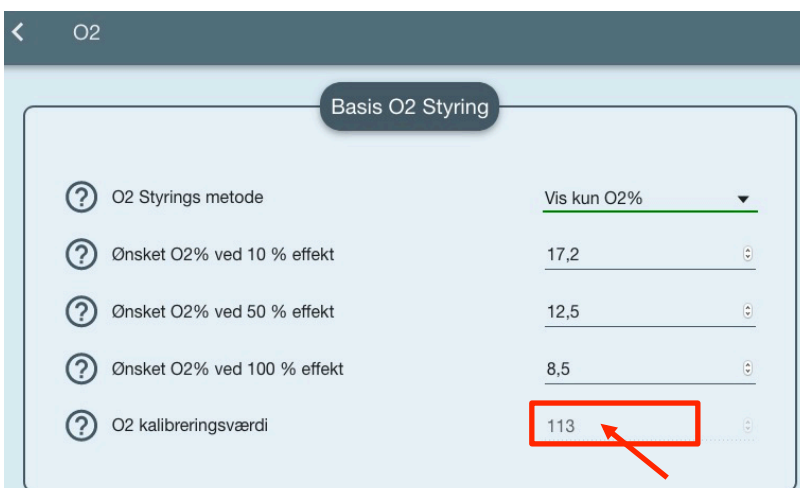 O2
Basis O2 Styring
? O2 Styrings metode Vis kun O2%
? Ønsket O2% ved 10 % effekt 17,2
? Ønsket O2% ved 50 % effekt 12,5
? Ønsket O2% ved 100 % effekt 8,5
? O2 kalibreringsværdi 113